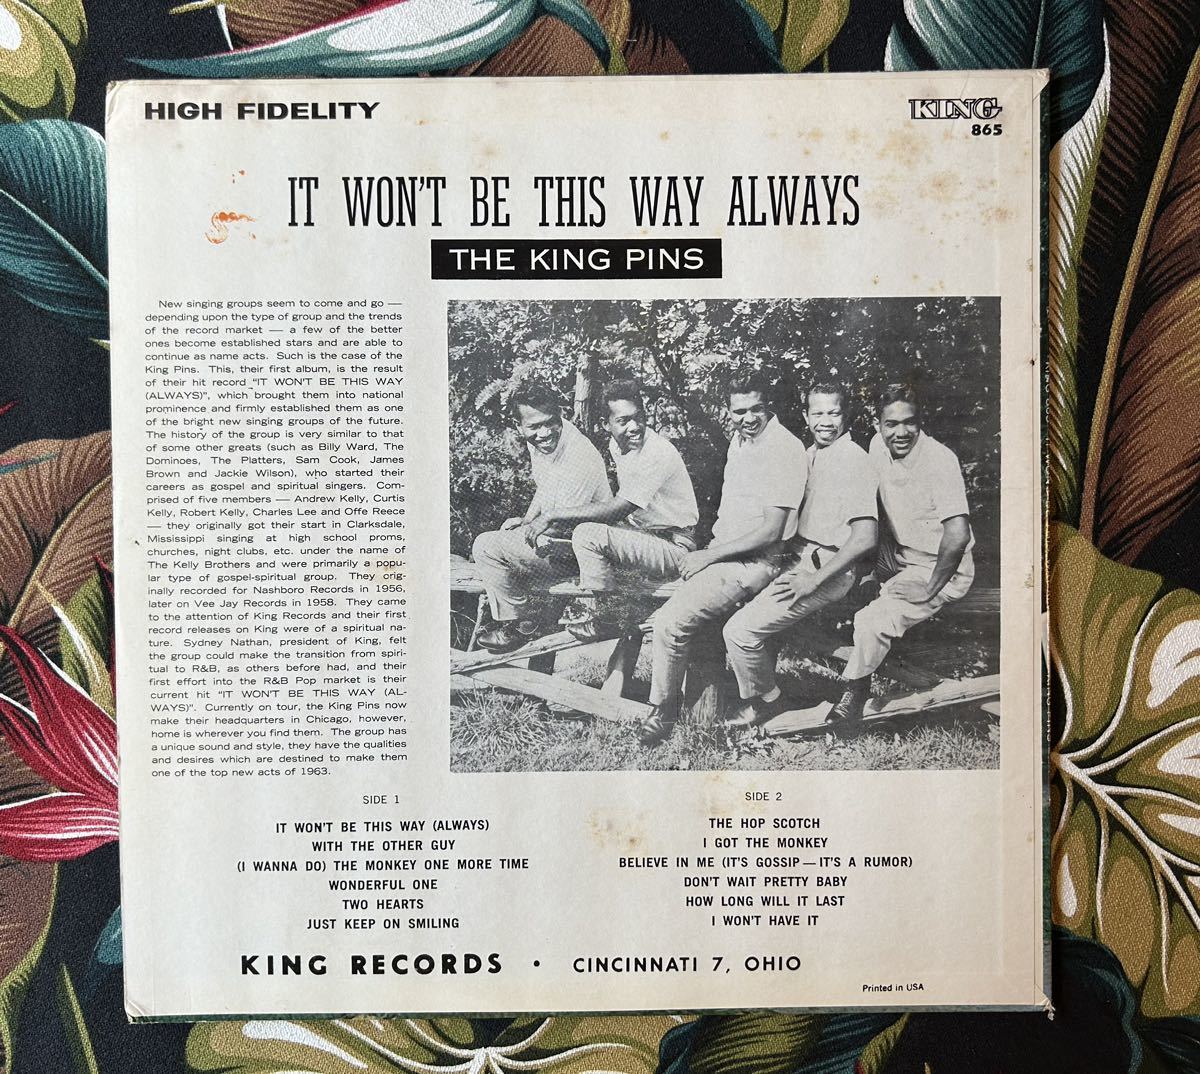 HIGH FIDELITY
KING
865
IT WON'T BE THIS WAY ALWAYS
THE KING PINS
New singing groups seem to come and go —
depending upon the type of group and the trends
of the record market — a few of the better
ones become established stars and are able to
continue as name acts. Such is the case of the
King Pins. This, their first album, is the result
of their hit record "IT WON'T BE THIS WAY
(ALWAYS)", which brought them into national
prominence and firmly established them as one
of the bright new singing groups of the future.
The history of the group is very similar to that
of some other greats (such as Billy Ward, The
Dominoes, The Platters, Sam Cook, James
Brown and Jackie Wilson), who started their
careers as gospel and spiritual singers. Com-
prised of five members — Andrew Kelly, Curtis
Kelly, Robert Kelly, Charles Lee and Offe Reece
— they originally got their start in Clarksdale,
Mississippi singing at high school proms,
churches, night clubs, etc. under the name of
The Kelly Brothers and were primarily a popu-
lar type of gospel-spiritual group. They orig-
inally recorded for Nashboro Records in 1956,
later on Vee Jay Records in 1958. They came
to the attention of King Records and their first
record releases on King were of a spiritual na-
ture. Sydney Nathan, president of King, felt
the group could make the transition from spiri-
tual to R&B, as others before had, and their
first effort into the R&B Pop market is their
current hit "IT WON'T BE THIS WAY (AL-
WAYS)". Currently on tour, the King Pins now
make their headquarters in Chicago, however,
home is wherever you find them. The group has
a unique sound and style, they have the qualities
and desires which are destined to make them
one of the top new acts of 1963.
SIDE 1
IT WON'T BE THIS WAY (ALWAYS)
WITH THE OTHER GUY
(I WANNA DO) THE MONKEY ONE MORE TIME
WONDERFUL ONE
TWO HEARTS
JUST KEEP ON SMILING
SIDE 2
THE HOP SCOTCH
I GOT THE MONKEY
BELIEVE IN ME (IT'S GOSSIP — IT'S A RUMOR)
DON'T WAIT PRETTY BABY
HOW LONG WILL IT LAST
I WON'T HAVE IT
KING RECORDS • CINCINNATI 7, OHIO
Printed in USA